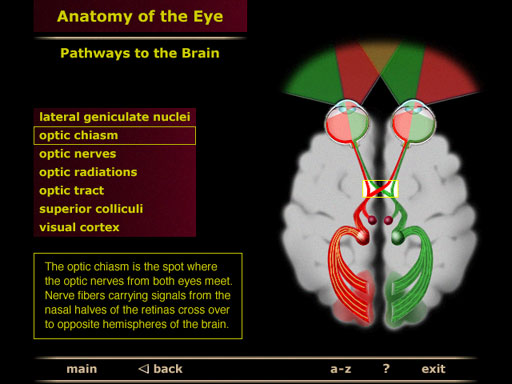 Anatomy of the Eye
Pathways to the Brain
lateral geniculate nuclei
optic chiasm
optic nerves
optic radiations
optic tract
superior colliculi
visual cortex
The optic chiasm is the spot where
the optic nerves from both eyes meet.
Nerve fibers carrying signals from the
nasal halves of the retinas cross over
to opposite hemispheres of the brain.
main back a-z ? exit